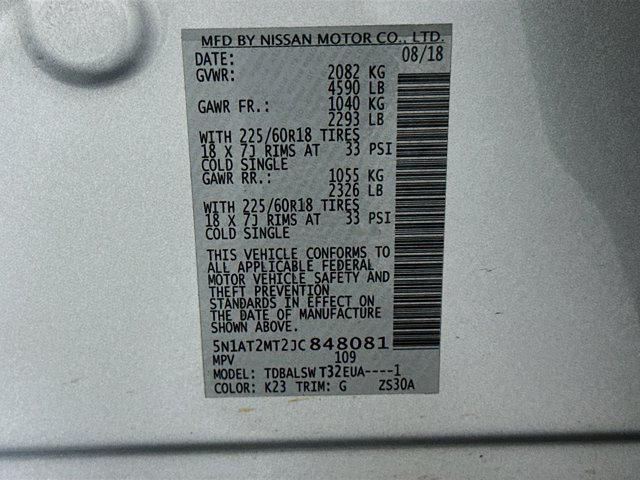 MFD BY NISSAN MOTOR CO., LTD.
DATE: 08/18
GVWR: 2082 KG
4590 LB
GAWR FR.: 1040 KG
2293 LB
WITH 225/60R18 TIRES
18 X 7J RIMS AT 33 PSI
COLD SINGLE
GAWR RR.: 1055 KG
2326 LB
WITH 225/60R18 TIRES
18 X 7J RIMS AT 33 PSI
COLD SINGLE
THIS VEHICLE CONFORMS TO
ALL APPLICABLE FEDERAL
MOTOR VEHICLE SAFETY AND
THEFT PREVENTION
STANDARDS IN EFFECT ON
THE DATE OF MANUFACTURE
SHOWN ABOVE.
5N1AT2MT2JC848081
MPV 109
MODEL: TDBALSW T32EUA----1
COLOR: K23 TRIM: G ZS30A